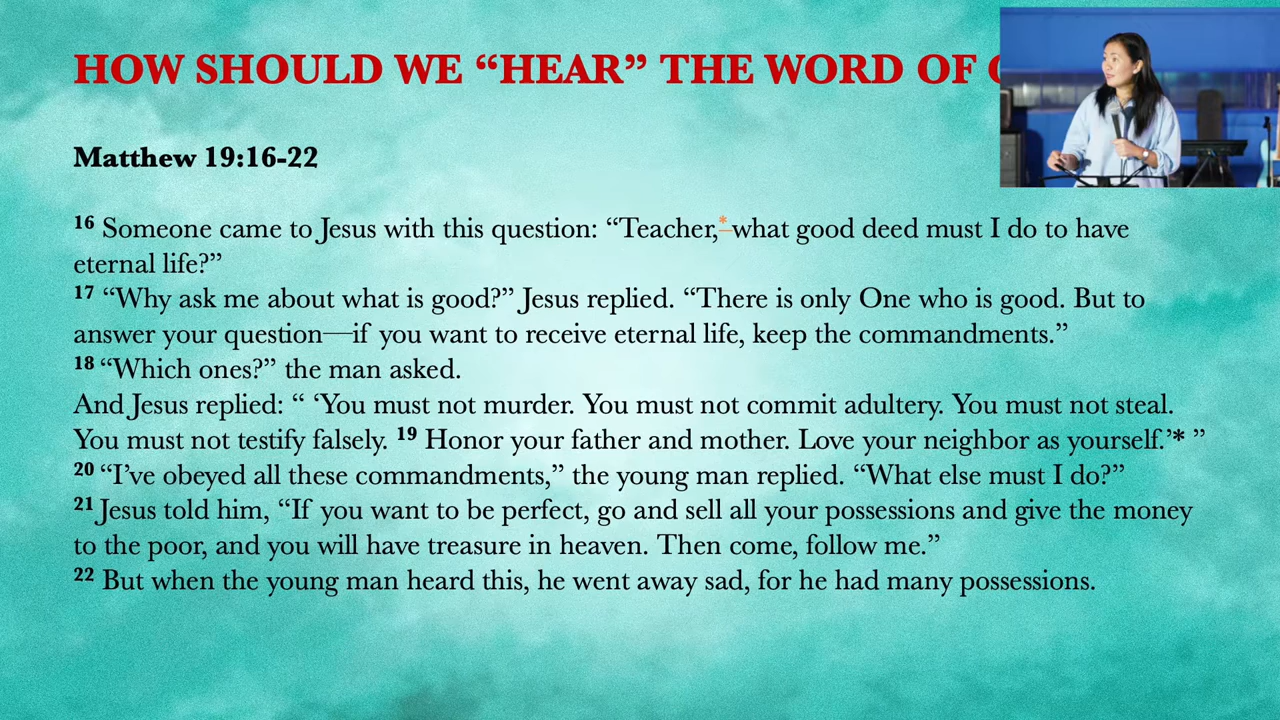 HOW SHOULD WE “HEAR” THE WORD OF
Matthew 19:16-22
16 Someone came to Jesus with this question: “Teacher,* what good deed must I do to have
eternal life?”
17 “Why ask me about what is good?” Jesus replied. “There is only One who is good. But to
answer your question—if you want to receive eternal life, keep the commandments.”
18 “Which ones?” the man asked.
And Jesus replied: “ ‘You must not murder. You must not commit adultery. You must not steal.
You must not testify falsely. 19 Honor your father and mother. Love your neighbor as yourself.’* ”
20 “I’ve obeyed all these commandments,” the young man replied. “What else must I do?”
21 Jesus told him, “If you want to be perfect, go and sell all your possessions and give the money
to the poor, and you will have treasure in heaven. Then come, follow me.”
22 But when the young man heard this, he went away sad, for he had many possessions.